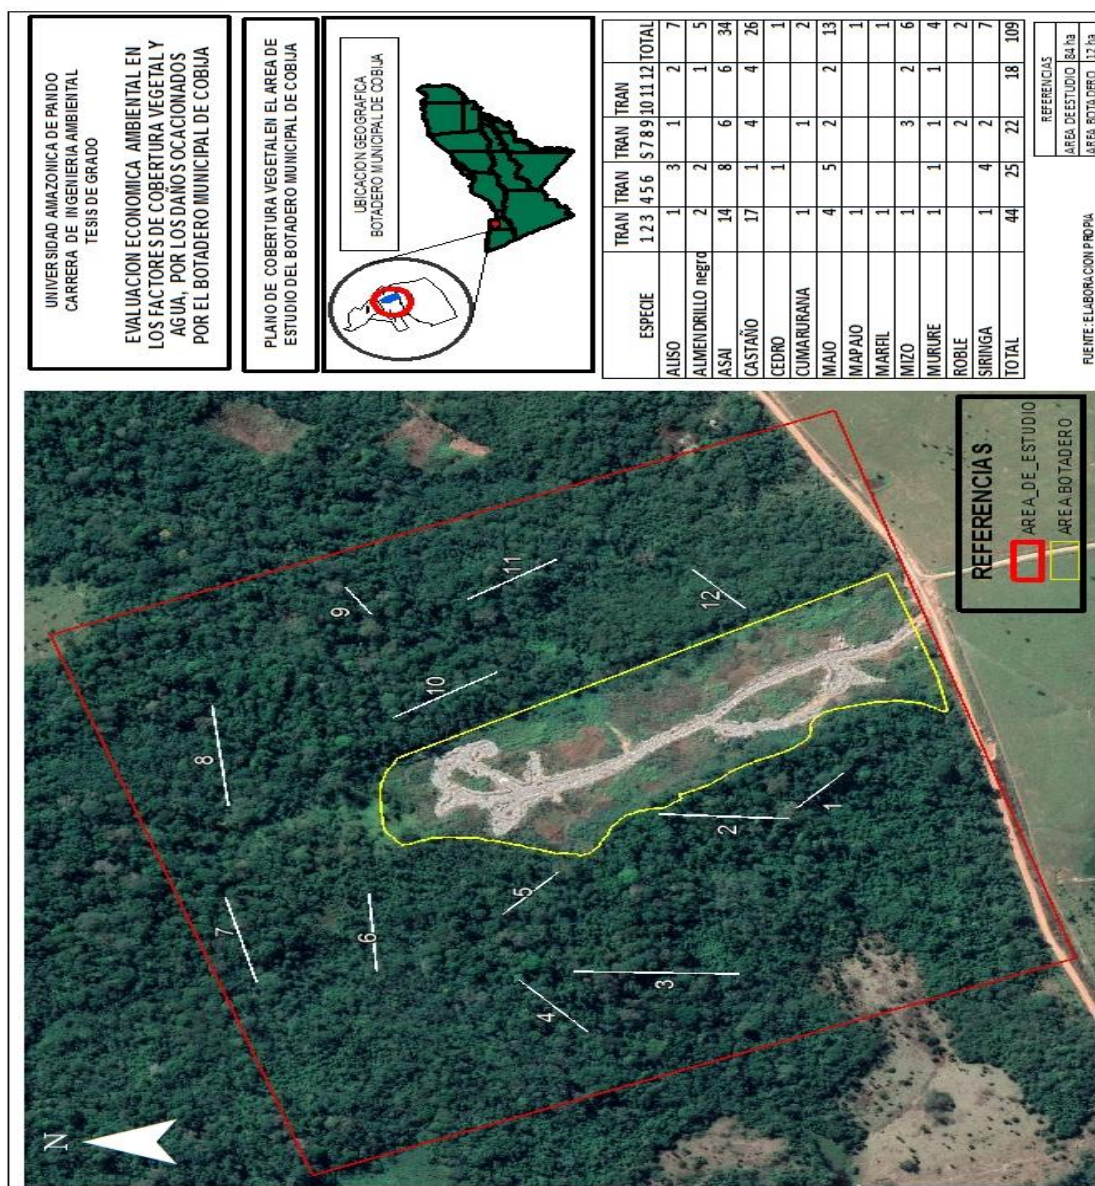 UNIVERSIDAD AMAZONICA DE PANDO
CARRERA DE INGENIERIA AMBIENTAL
TESIS DE GRADO
EVALUACION ECONOMICA AMBIENTAL EN
LOS FACTORES DE COBERTURA VEGETAL Y
AGUA, POR LOS DAÑOS OCACIONADOS
POR EL BOTADERO MUNICIPAL DE COBIJA
PLANO DE COBERTURA VEGETAL EN EL AREA DE
ESTUDIO DEL BOTADERO MUNICIPAL DE COBIJA
UBICACION GEOGRAFICA
BOTADERO MUNICIPAL DE COBIJA
TRAN TRAN TRAN TRAN
ESPECIE 1 2 3 4 5 6 S 7 8 9 10 11 12 TOTAL
ALISO 1 3 1 2 7
ALMENDRILLO negro 2 2 1 5
ASAI 14 8 6 6 34
CASTAÑO 17 1 4 4 26
CEDRO 1 1
CUMARURANA 1 1 2
MAIO 4 5 2 2 13
MAPAJO 1 1
MARFIL 1 1
MIZO 1 3 2 6
MURURE 1 1 1 1 4
ROBLE 2 2
SIRINGA 1 4 2 7
TOTAL 44 25 22 18 109
REFERENCIAS
AREA DE ESTUDIO 84 ha
AREA BOTADERO 12 ha
FUENTE: ELABORACION PROPIA
N
7
8
9
6
10
11
5
4
3
2
1
12
REFERENCIAS
AREA_DE_ESTUDIO
AREA BOTADERO